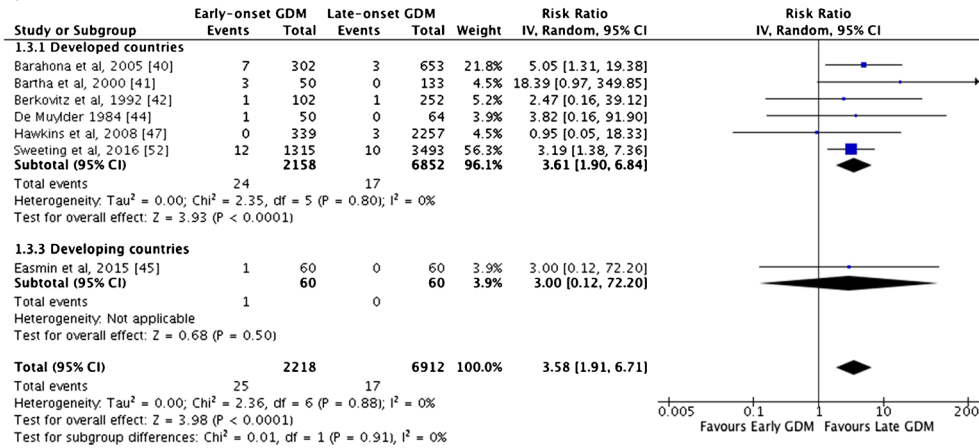 Early-onset GDM Late-onset GDM Risk Ratio Risk Ratio
Study or Subgroup Events Total Events Total Weight IV, Random, 95% CI IV, Random, 95% CI
1.3.1 Developed countries
Barahona et al, 2005 [40] 7 302 3 653 21.8% 5.05 [1.31, 19.38]
Bartha et al, 2000 [41] 3 50 0 133 4.5% 18.39 [0.97, 349.85]
Berkovitz et al, 1992 [42] 1 102 1 252 5.2% 2.47 [0.16, 39.12]
De Muylder 1984 [44] 1 50 0 64 3.9% 3.82 [0.16, 91.90]
Hawkins et al, 2008 [47] 0 339 3 2257 4.5% 0.95 [0.05, 18.33]
Sweeting et al, 2016 [52] 12 1315 10 3493 56.3% 3.19 [1.38, 7.36]
Subtotal (95% CI) 2158 6852 96.1% 3.61 [1.90, 6.84]
Total events 24 17
Heterogeneity: Tau² = 0.00; Chi² = 2.35, df = 5 (P = 0.80); I² = 0%
Test for overall effect: Z = 3.93 (P < 0.0001)
1.3.3 Developing countries
Easmin et al, 2015 [45] 1 60 0 60 3.9% 3.00 [0.12, 72.20]
Subtotal (95% CI) 60 60 3.9% 3.00 [0.12, 72.20]
Total events 1 0
Heterogeneity: Not applicable
Test for overall effect: Z = 0.68 (P = 0.50)
Total (95% CI) 2218 6912 100.0% 3.58 [1.91, 6.71]
Total events 25 17
Heterogeneity: Tau² = 0.00; Chi² = 2.36, df = 6 (P = 0.88); I² = 0%
Test for overall effect: Z = 3.98 (P < 0.0001)
Test for subgroup differences: Chi² = 0.01, df = 1 (P = 0.91), I² = 0%
0.005 0.1 1 10 200
Favours Early GDM Favours Late GDM